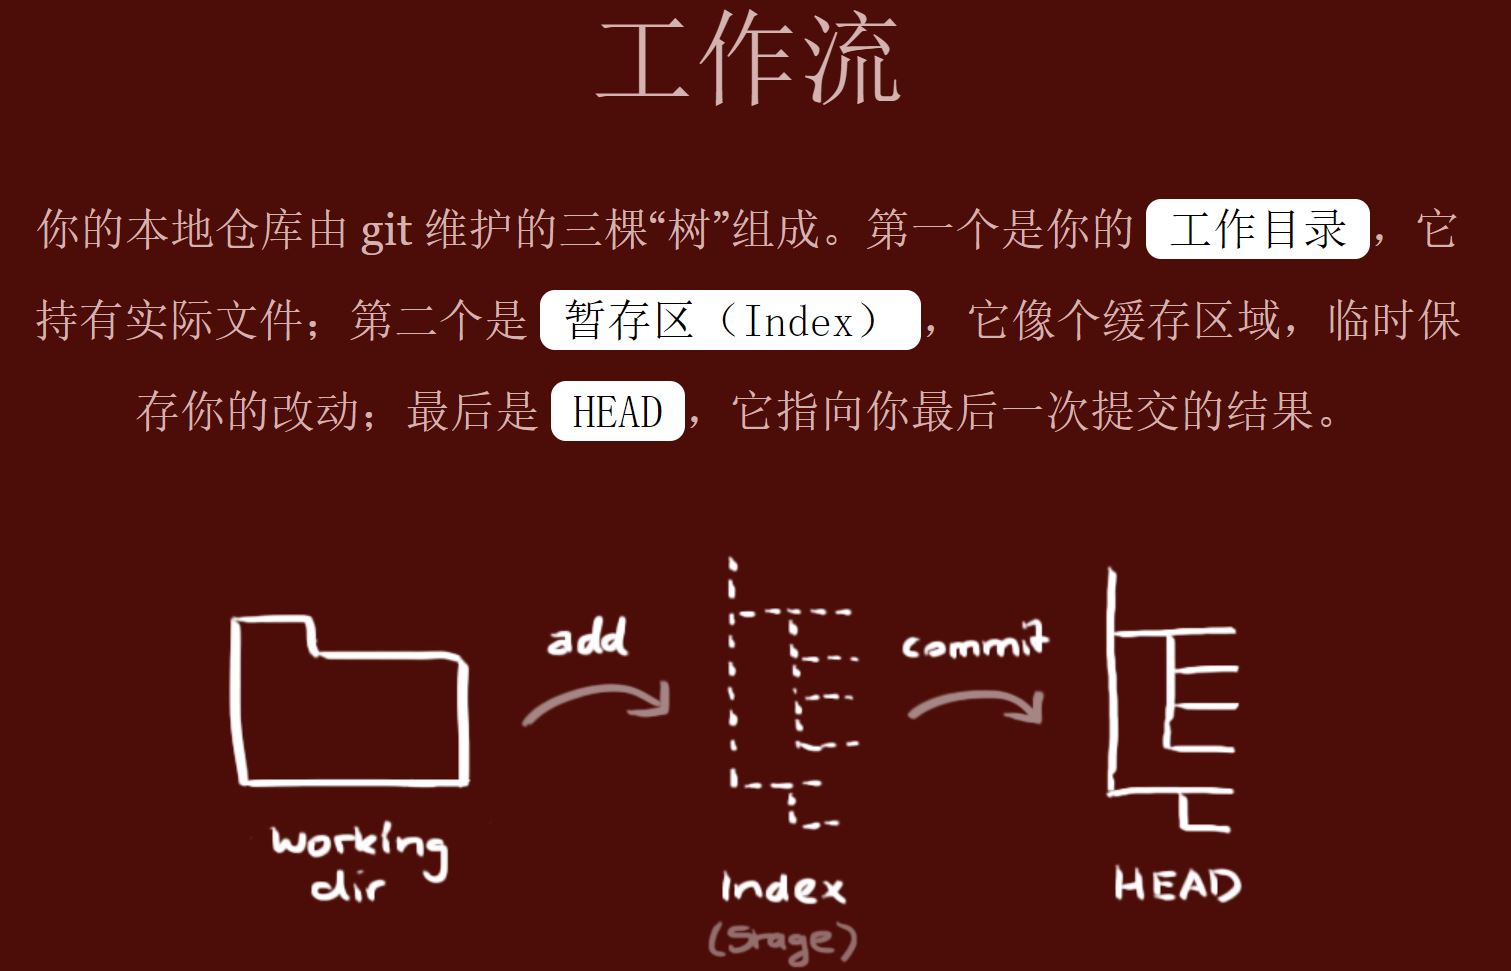 工作流
你的本地仓库由 git 维护的三棵“树”组成。第一个是你的 工作目录，它
持有实际文件；第二个是 暂存区（Index），它像个缓存区域，临时保
存你的改动；最后是 HEAD，它指向你最后一次提交的结果。
add
commit
working
dir
Index
(Stage)
HEAD